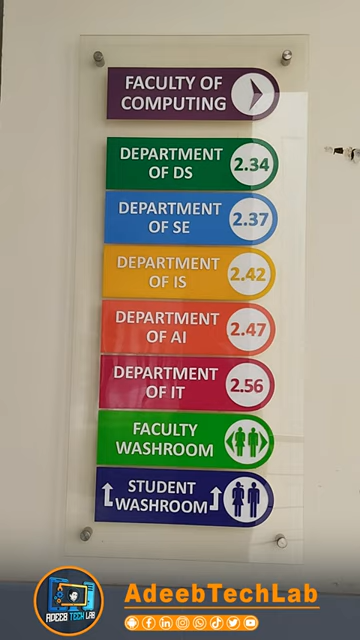 FACULTY OF
COMPUTING
DEPARTMENT
OF DS
2.34
DEPARTMENT
OF SE
2.37
DEPARTMENT
OF IS
2.42
DEPARTMENT
OF AI
2.47
DEPARTMENT
OF IT
2.56
FACULTY
WASHROOM
STUDENT
WASHROOM
ADEEB TECH LAB
AdeebTechLab